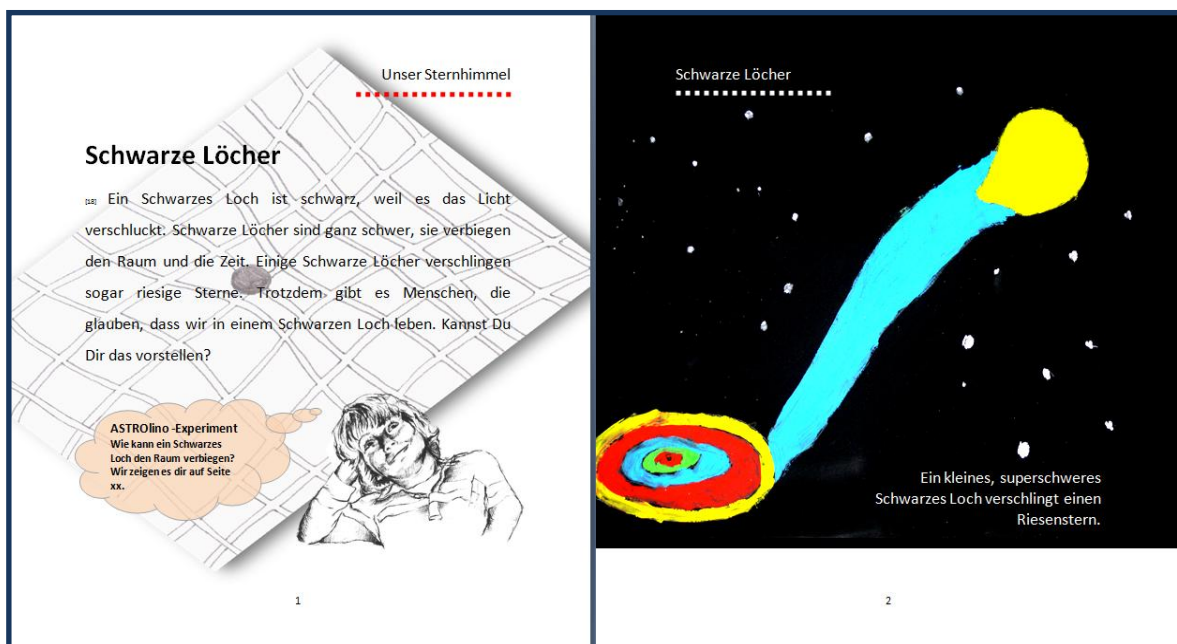 Unser Sternhimmel
Schwarze Löcher
[18] Ein Schwarzes Loch ist schwarz, weil es das Licht
verschluckt. Schwarze Löcher sind ganz schwer, sie verbiegen
den Raum und die Zeit. Einige Schwarze Löcher verschlingen
sogar riesige Sterne. Trotzdem gibt es Menschen, die
glauben, dass wir in einem Schwarzen Loch leben. Kannst Du
Dir das vorstellen?
ASTROlino -Experiment
Wie kann ein Schwarzes
Loch den Raum verbiegen?
Wir zeigen es dir auf Seite
xx.
1
Schwarze Löcher
Ein kleines, superschweres
Schwarzes Loch verschlingt einen
Riesenstern.
2